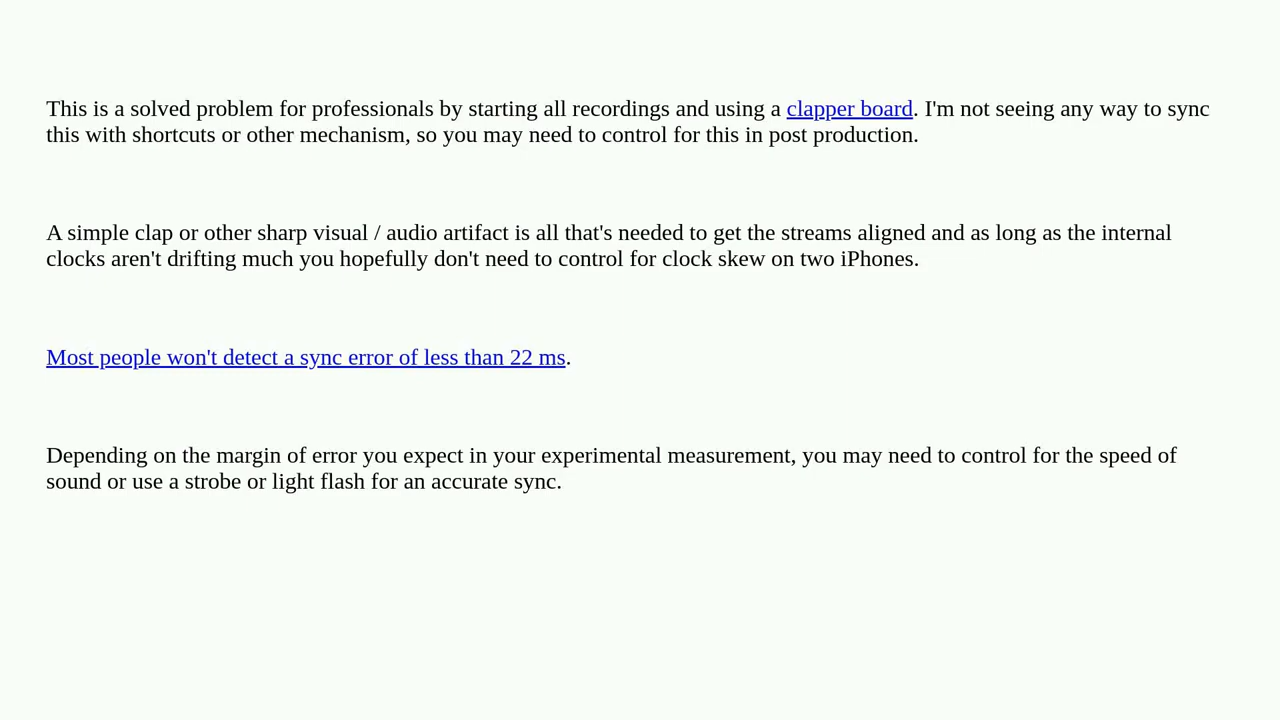 This is a solved problem for professionals by starting all recordings and using a clapper board. I'm not seeing any way to sync
this with shortcuts or other mechanism, so you may need to control for this in post production.
A simple clap or other sharp visual / audio artifact is all that's needed to get the streams aligned and as long as the internal
clocks aren't drifting much you hopefully don't need to control for clock skew on two iPhones.
Most people won't detect a sync error of less than 22 ms.
Depending on the margin of error you expect in your experimental measurement, you may need to control for the speed of
sound or use a strobe or light flash for an accurate sync.